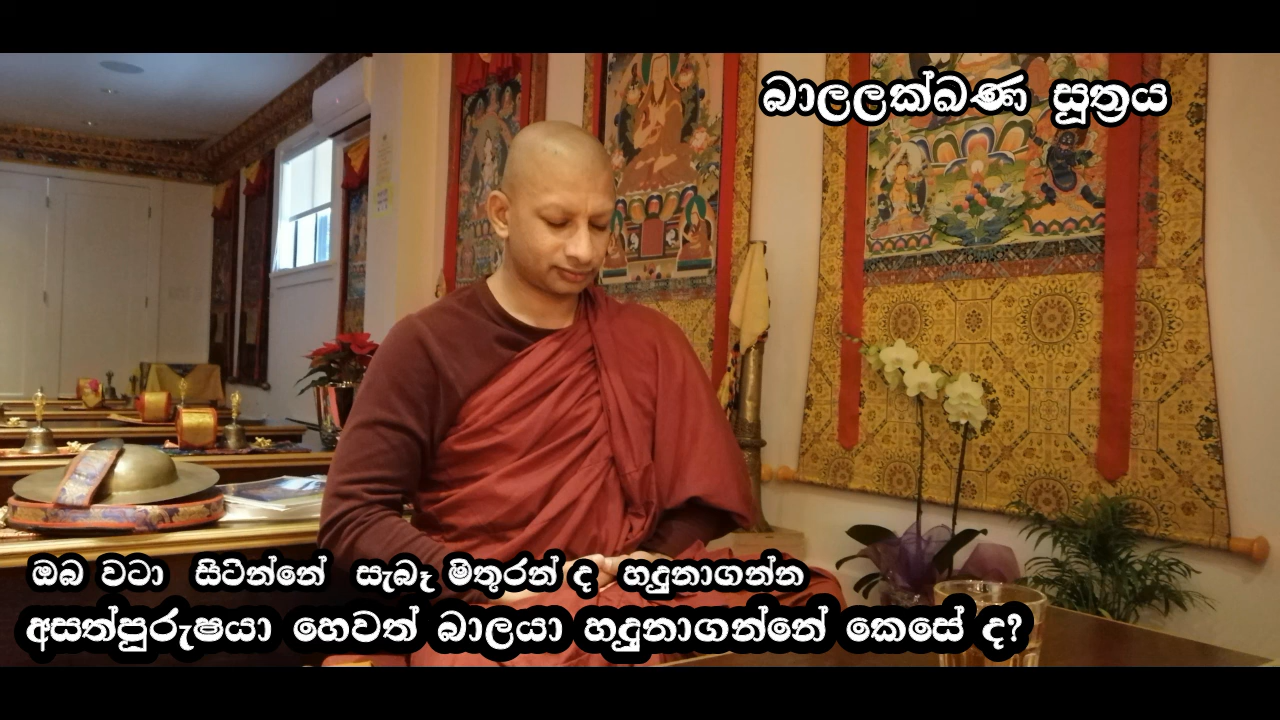 බාලලක්ඛණ සූත්‍රය
ඔබ වටා සිටින්නේ සැබෑ මිතුරන් ද හඳුනාගන්න
අසත්පුරුෂයා හෙවත් බාලයා හඳුනාගන්නේ කෙසේ ද?